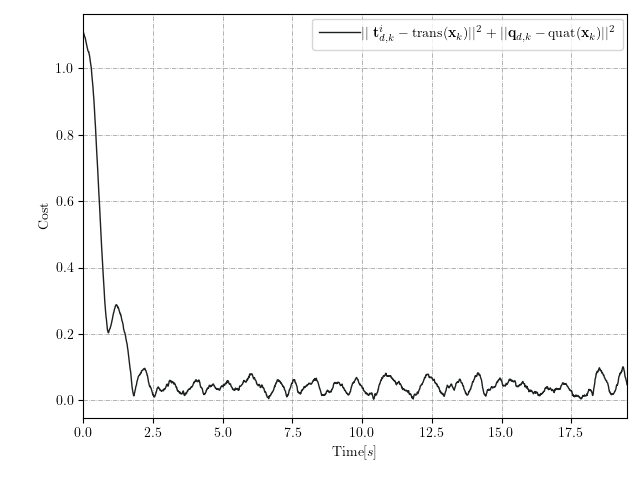 || t^i_{d,k} − trans(x_k)||^2 + ||q_{d,k} − quat(x_k)||^2
1.0
0.8
0.6
0.4
0.2
0.0
Cost
0.0 2.5 5.0 7.5 10.0 12.5 15.0 17.5
Time[s]